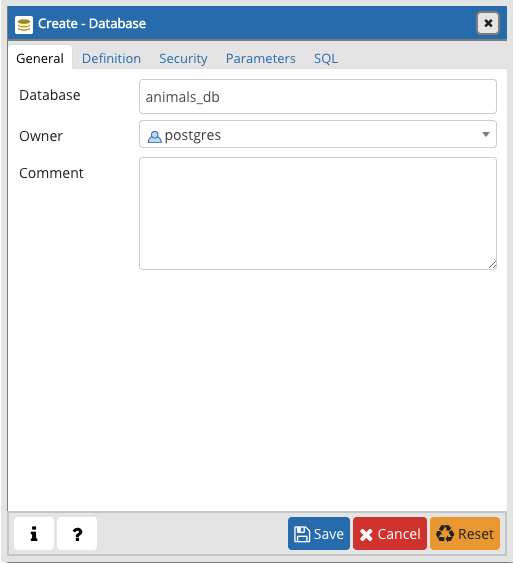 Create - Database
General Definition Security Parameters SQL
Database animals_db
Owner postgres
Comment
i ? Save Cancel Reset